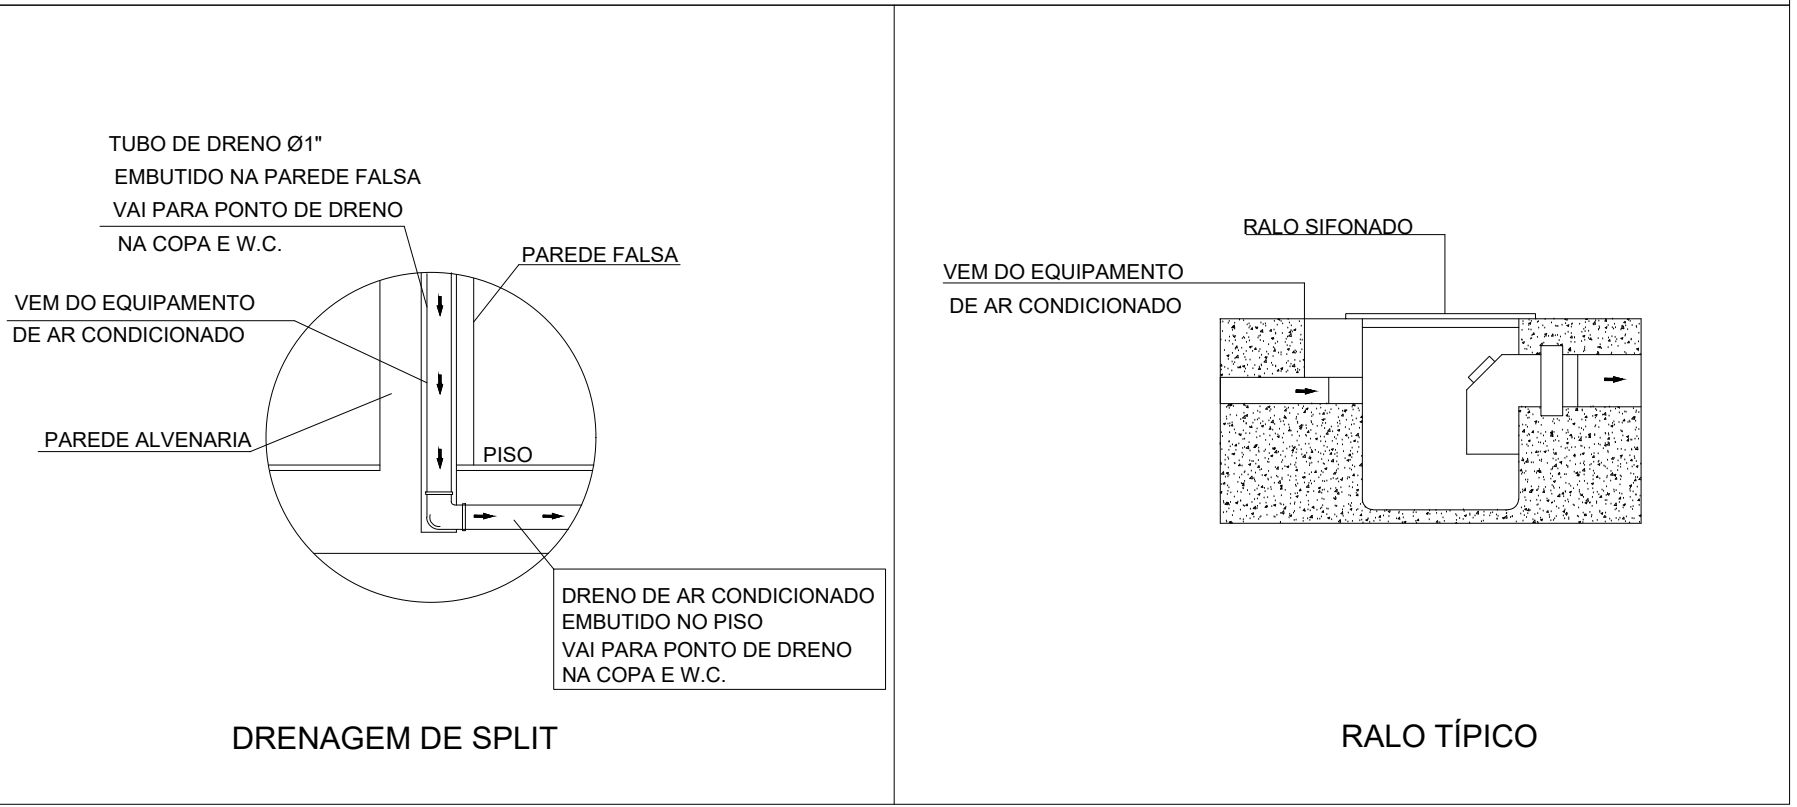 TUBO DE DRENO Ø1"
EMBUTIDO NA PAREDE FALSA
VAI PARA PONTO DE DRENO
NA COPA E W.C.
PAREDE FALSA
VEM DO EQUIPAMENTO
DE AR CONDICIONADO
PAREDE ALVENARIA
PISO
DRENO DE AR CONDICIONADO
EMBUTIDO NO PISO
VAI PARA PONTO DE DRENO
NA COPA E W.C.
DRENAGEM DE SPLIT
RALO SIFONADO
VEM DO EQUIPAMENTO
DE AR CONDICIONADO
RALO TÍPICO